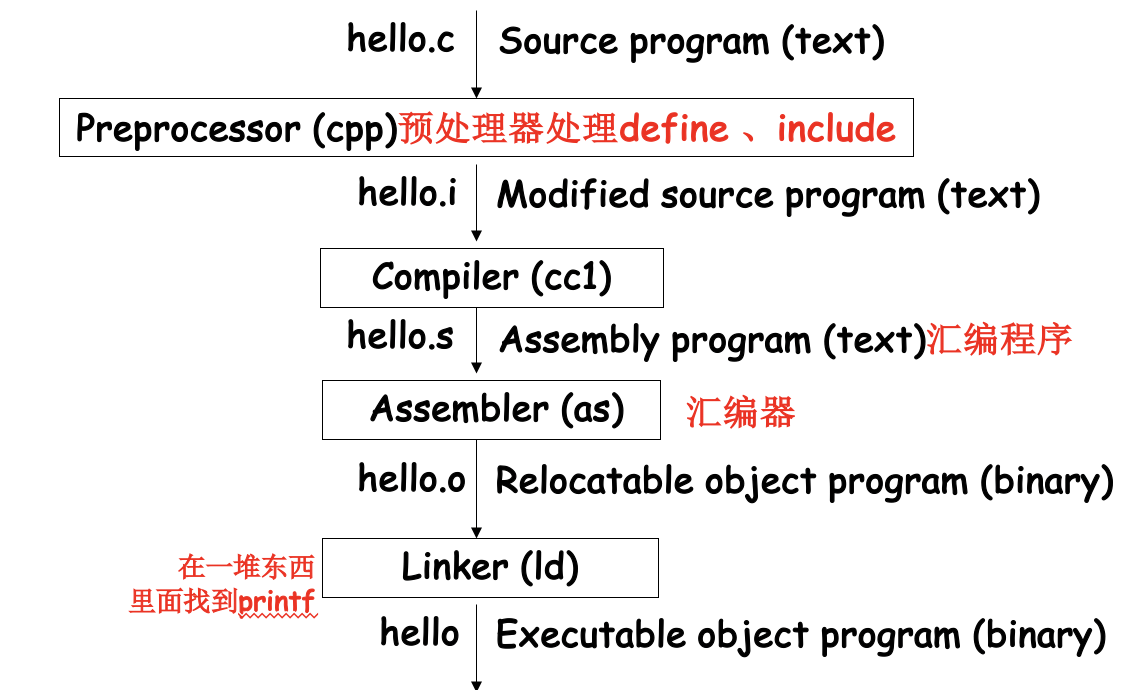 hello.c Source program (text)
Preprocessor (cpp)预处理器处理define 、include
hello.i Modified source program (text)
Compiler (cc1)
hello.s Assembly program (text)汇编程序
Assembler (as) 汇编器
hello.o Relocatable object program (binary)
在一堆东西
里面找到printf
Linker (ld)
hello Executable object program (binary)